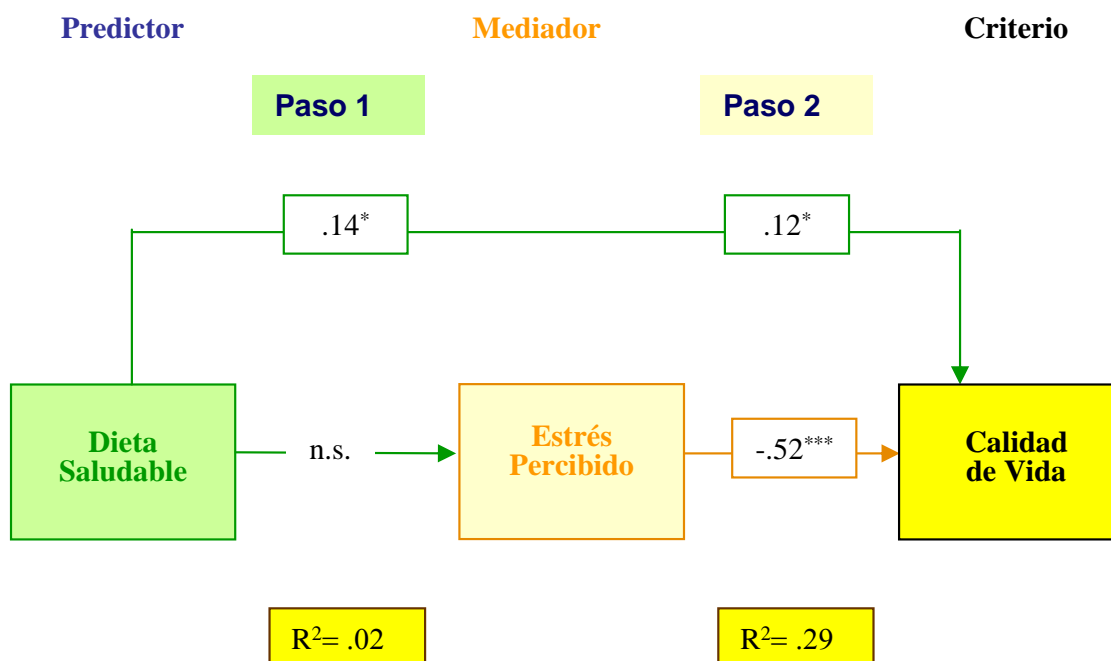 Predictor
Mediador
Criterio
Paso 1
Paso 2
.14*
.12*
Dieta
Saludable
n.s.
Estrés
Percibido
-.52***
Calidad
de Vida
R²= .02
R²= .29